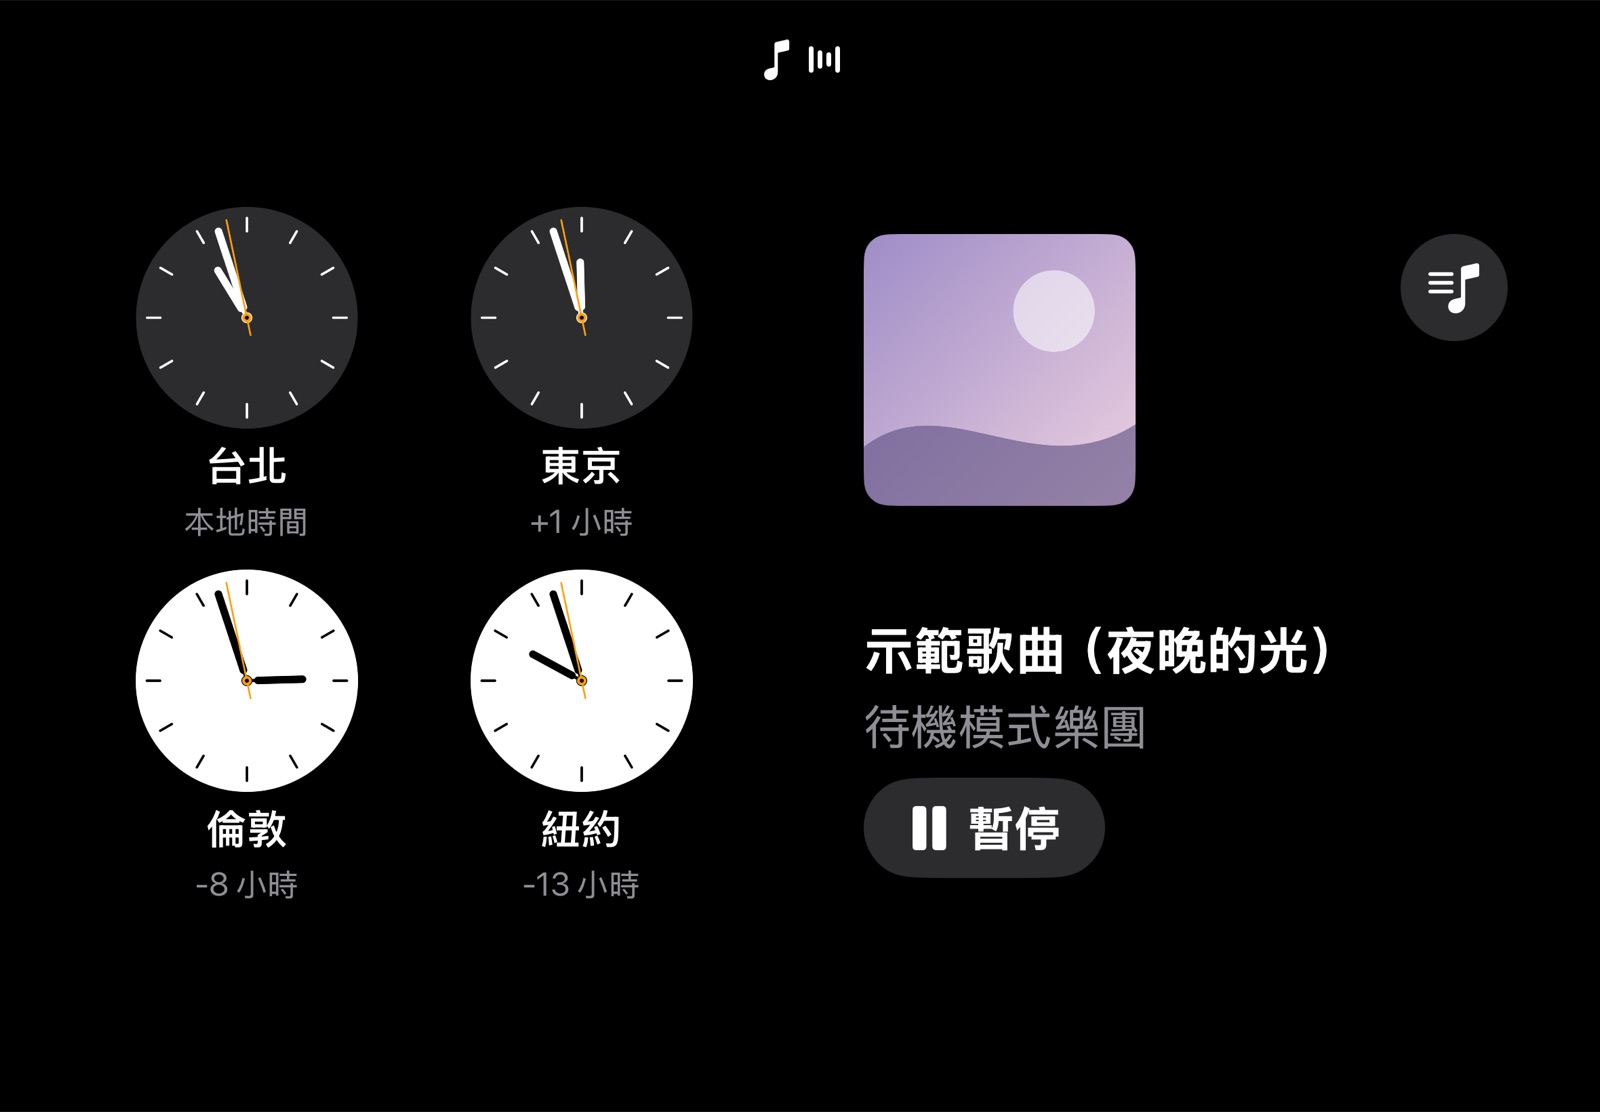 台北
本地時間
東京
+1 小時
倫敦
-8 小時
紐約
-13 小時
示範歌曲（夜晚的光）
待機模式樂團
暫停